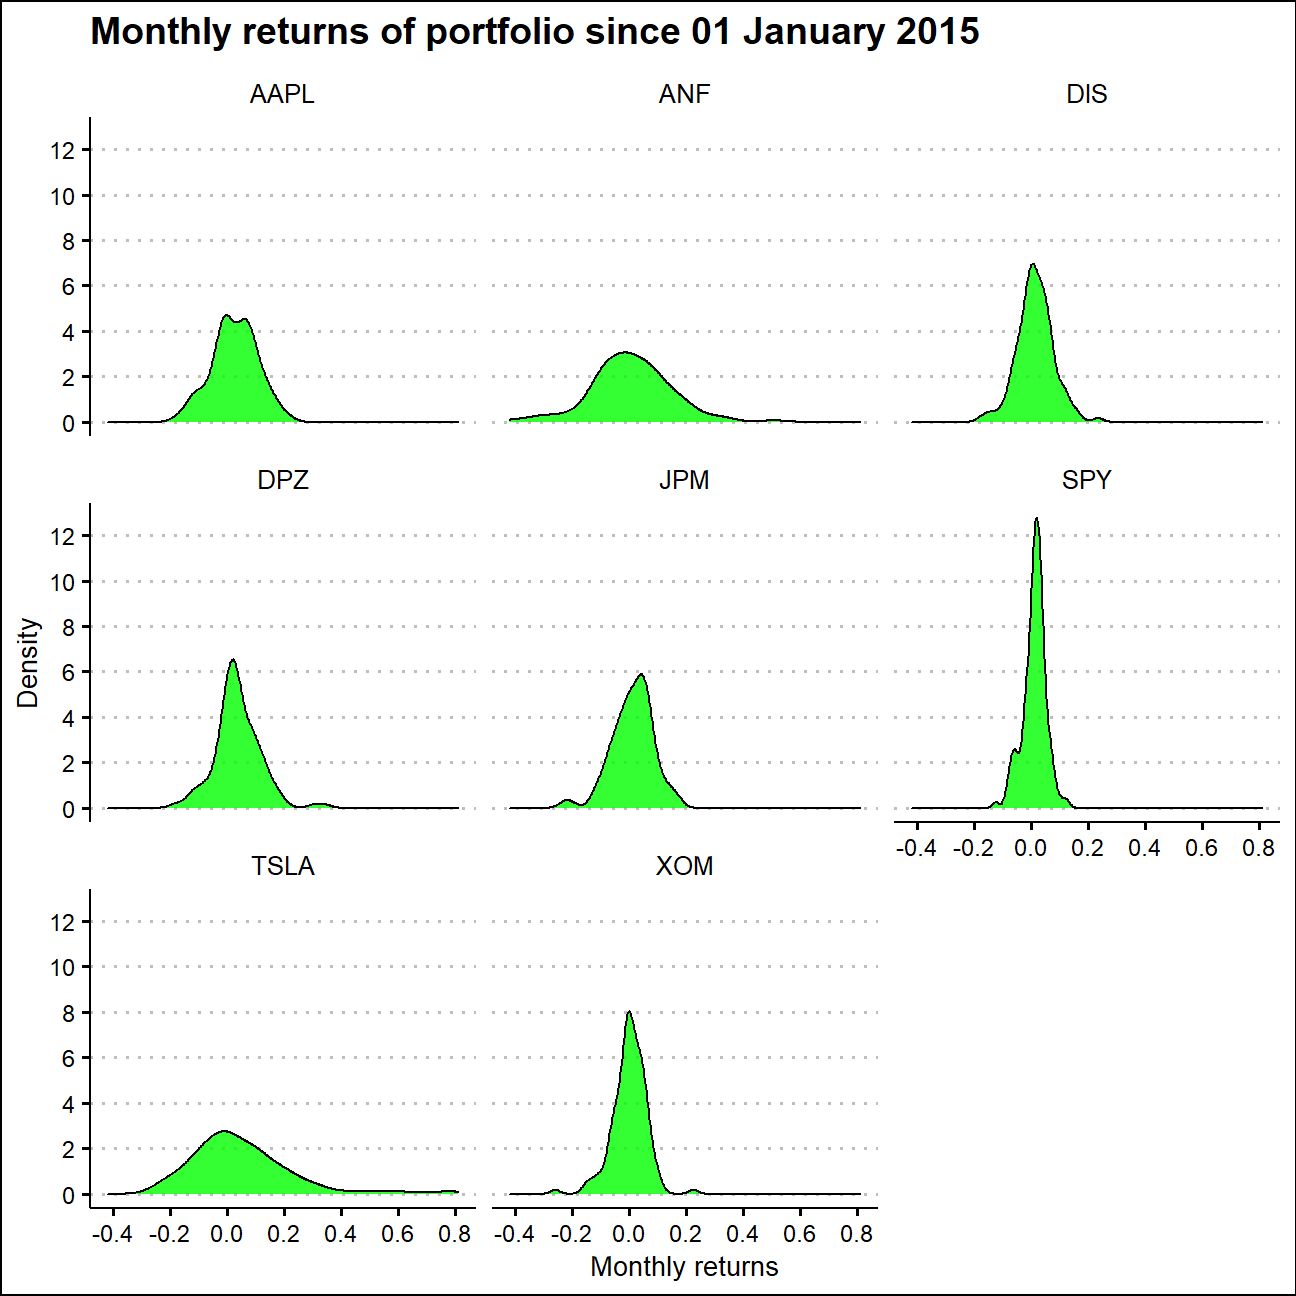 Monthly returns of portfolio since 01 January 2015
AAPL ANF DIS
12
10
8
6
4
2
0
DPZ JPM SPY
12
10
8
6
4
2
0
-0.4 -0.2 0.0 0.2 0.4 0.6 0.8
Density
TSLA XOM
12
10
8
6
4
2
0
-0.4 -0.2 0.0 0.2 0.4 0.6 0.8 -0.4 -0.2 0.0 0.2 0.4 0.6 0.8
Monthly returns